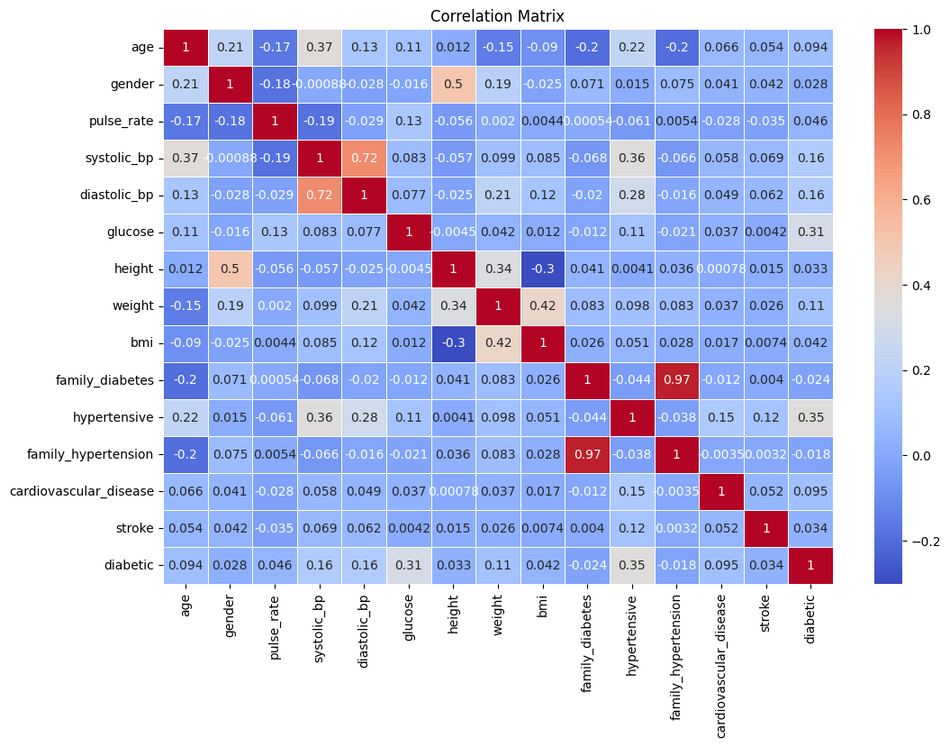 Correlation Matrix
age 1 0.21 -0.17 0.37 0.13 0.11 0.012 -0.15 -0.09 -0.2 0.22 -0.2 0.066 0.054 0.094
gender 0.21 1 -0.18 -0.00088 -0.028 -0.016 0.5 0.19 -0.025 0.071 0.015 0.075 0.041 0.042 0.028
pulse_rate -0.17 -0.18 1 -0.19 -0.029 0.13 -0.056 0.002 0.0044 0.00054 -0.061 0.0054 -0.028 -0.035 0.046
systolic_bp 0.37 -0.00088 -0.19 1 0.72 0.083 -0.057 0.099 0.085 -0.068 0.36 -0.066 0.058 0.069 0.16
diastolic_bp 0.13 -0.028 -0.029 0.72 1 0.077 -0.025 0.21 0.12 -0.02 0.28 -0.016 0.049 0.062 0.16
glucose 0.11 -0.016 0.13 0.083 0.077 1 -0.0045 0.042 0.012 -0.012 0.11 -0.021 0.037 0.0042 0.31
height 0.012 0.5 -0.056 -0.057 -0.025 -0.0045 1 0.34 -0.3 0.041 0.0041 0.036 0.00078 0.015 0.033
weight -0.15 0.19 0.002 0.099 0.21 0.042 0.34 1 0.42 0.083 0.098 0.083 0.037 0.026 0.11
bmi -0.09 -0.025 0.0044 0.085 0.12 0.012 -0.3 0.42 1 0.026 0.051 0.028 0.017 0.0074 0.042
family_diabetes -0.2 0.071 0.00054 -0.068 -0.02 -0.012 0.041 0.083 0.026 1 -0.044 0.97 -0.012 0.004 -0.024
hypertensive 0.22 0.015 -0.061 0.36 0.28 0.11 0.0041 0.098 0.051 -0.044 1 -0.038 0.15 0.12 0.35
family_hypertension -0.2 0.075 0.0054 -0.066 -0.016 -0.021 0.036 0.083 0.028 0.97 -0.038 1 -0.0035 0.0032 -0.018
cardiovascular_disease 0.066 0.041 -0.028 0.058 0.049 0.037 0.00078 0.037 0.017 -0.012 0.15 -0.0035 1 0.052 0.095
stroke 0.054 0.042 -0.035 0.069 0.062 0.0042 0.015 0.026 0.0074 0.004 0.12 0.0032 0.052 1 0.034
diabetic 0.094 0.028 0.046 0.16 0.16 0.31 0.033 0.11 0.042 -0.024 0.35 -0.018 0.095 0.034 1
age
gender
pulse_rate
systolic_bp
diastolic_bp
glucose
height
weight
bmi
family_diabetes
hypertensive
family_hypertension
cardiovascular_disease
stroke
diabetic
1.0
0.8
0.6
0.4
0.2
0.0
−0.2